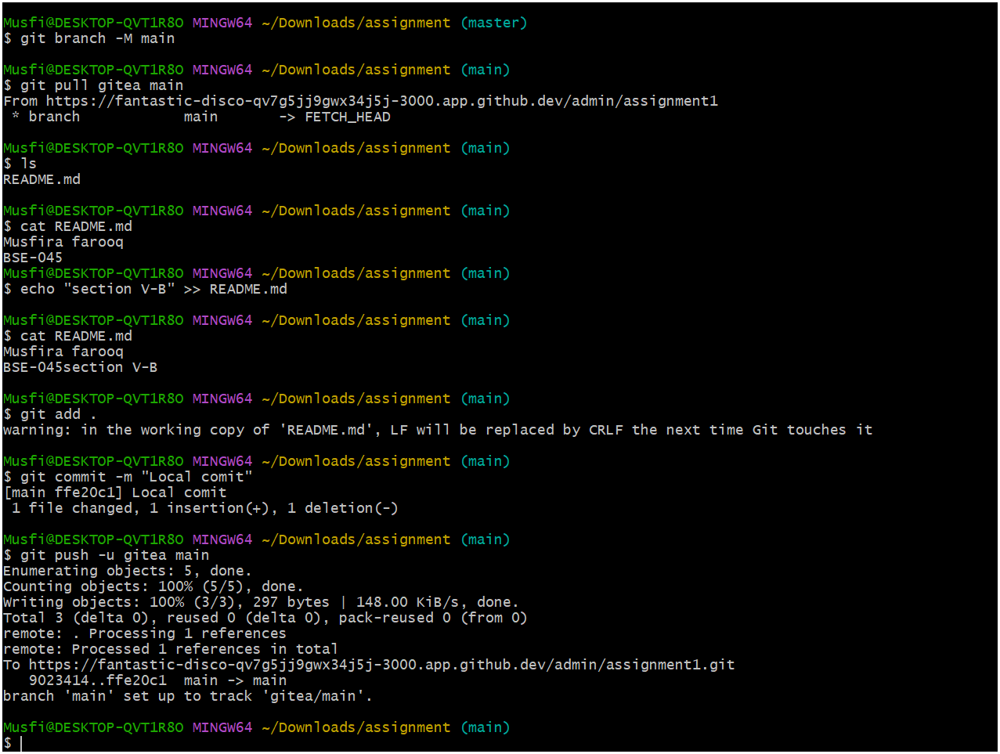 Musfi@DESKTOP-QVT1R8O MINGW64 ~/Downloads/assignment (master)
$ git branch -M main
Musfi@DESKTOP-QVT1R8O MINGW64 ~/Downloads/assignment (main)
$ git pull gitea main
From https://fantastic-disco-qv7g5jj9gwx34j5j-3000.app.github.dev/admin/assignment1
 * branch            main       -> FETCH_HEAD
Musfi@DESKTOP-QVT1R8O MINGW64 ~/Downloads/assignment (main)
$ ls
README.md
Musfi@DESKTOP-QVT1R8O MINGW64 ~/Downloads/assignment (main)
$ cat README.md
Musfira farooq
BSE-045
Musfi@DESKTOP-QVT1R8O MINGW64 ~/Downloads/assignment (main)
$ echo "section V-B" >> README.md
Musfi@DESKTOP-QVT1R8O MINGW64 ~/Downloads/assignment (main)
$ cat README.md
Musfira farooq
BSE-045section V-B
Musfi@DESKTOP-QVT1R8O MINGW64 ~/Downloads/assignment (main)
$ git add .
warning: in the working copy of 'README.md', LF will be replaced by CRLF the next time Git touches it
Musfi@DESKTOP-QVT1R8O MINGW64 ~/Downloads/assignment (main)
$ git commit -m "Local comit"
[main ffe20c1] Local comit
 1 file changed, 1 insertion(+), 1 deletion(-)
Musfi@DESKTOP-QVT1R8O MINGW64 ~/Downloads/assignment (main)
$ git push -u gitea main
Enumerating objects: 5, done.
Counting objects: 100% (5/5), done.
Writing objects: 100% (3/3), 297 bytes | 148.00 KiB/s, done.
Total 3 (delta 0), reused 0 (delta 0), pack-reused 0 (from 0)
remote: . Processing 1 references
remote: Processed 1 references in total
To https://fantastic-disco-qv7g5jj9gwx34j5j-3000.app.github.dev/admin/assignment1.git
   9023414..ffe20c1  main -> main
branch 'main' set up to track 'gitea/main'.
Musfi@DESKTOP-QVT1R8O MINGW64 ~/Downloads/assignment (main)
$